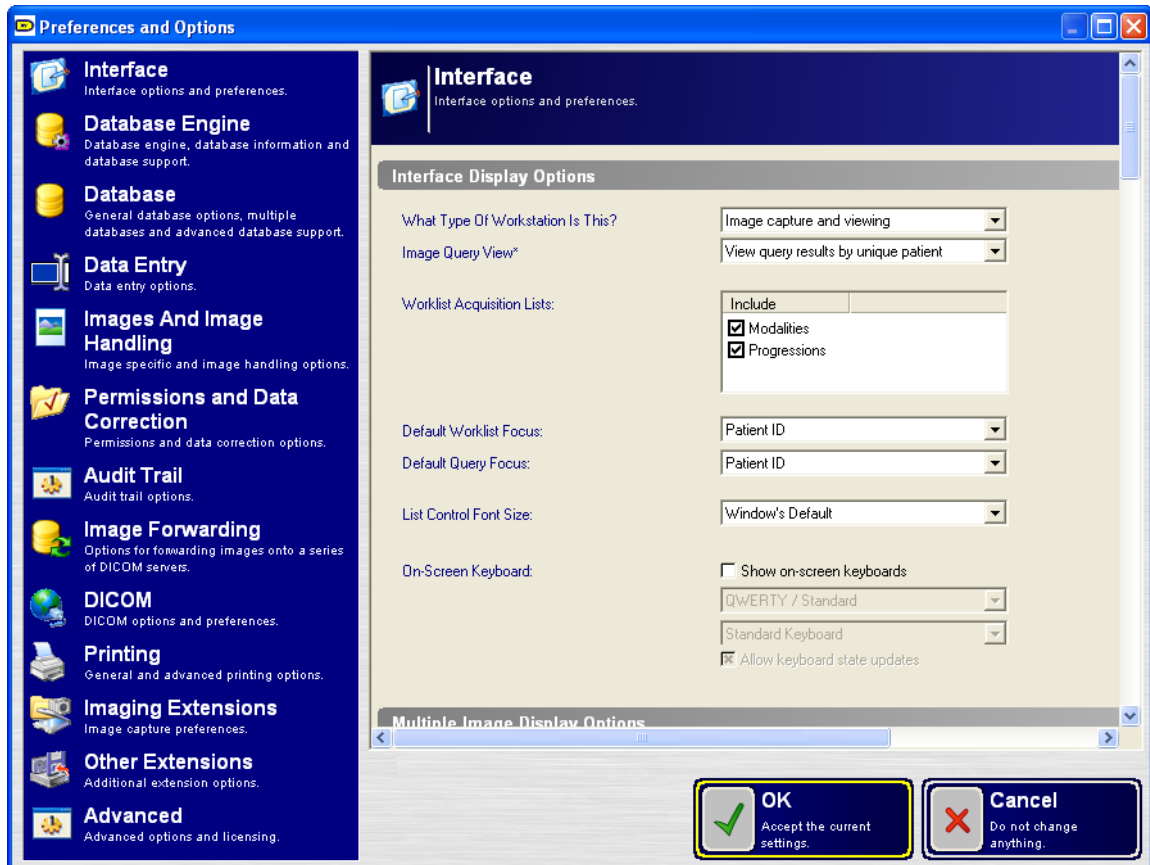 Preferences and Options
Interface
Interface options and preferences.
Database Engine
Database engine, database information and
database support.
Database
General database options, multiple
databases and advanced database support.
Data Entry
Data entry options.
Images And Image
Handling
Image specific and image handling options.
Permissions and Data
Correction
Permissions and data correction options.
Audit Trail
Audit trail options.
Image Forwarding
Options for forwarding images onto a series
of DICOM servers.
DICOM
DICOM options and preferences.
Printing
General and advanced printing options.
Imaging Extensions
Image capture preferences.
Other Extensions
Additional extension options.
Advanced
Advanced options and licensing.
Interface
Interface options and preferences.
Interface Display Options
What Type Of Workstation Is This? Image capture and viewing
Image Query View* View query results by unique patient
Worklist Acquisition Lists: Include
Modalities
Progressions
Default Worklist Focus: Patient ID
Default Query Focus: Patient ID
List Control Font Size: Window's Default
On-Screen Keyboard: Show on-screen keyboards
QWERTY / Standard
Standard Keyboard
Allow keyboard state updates
Multiple Image Display Options
OK
Accept the current
settings.
Cancel
Do not change
anything.